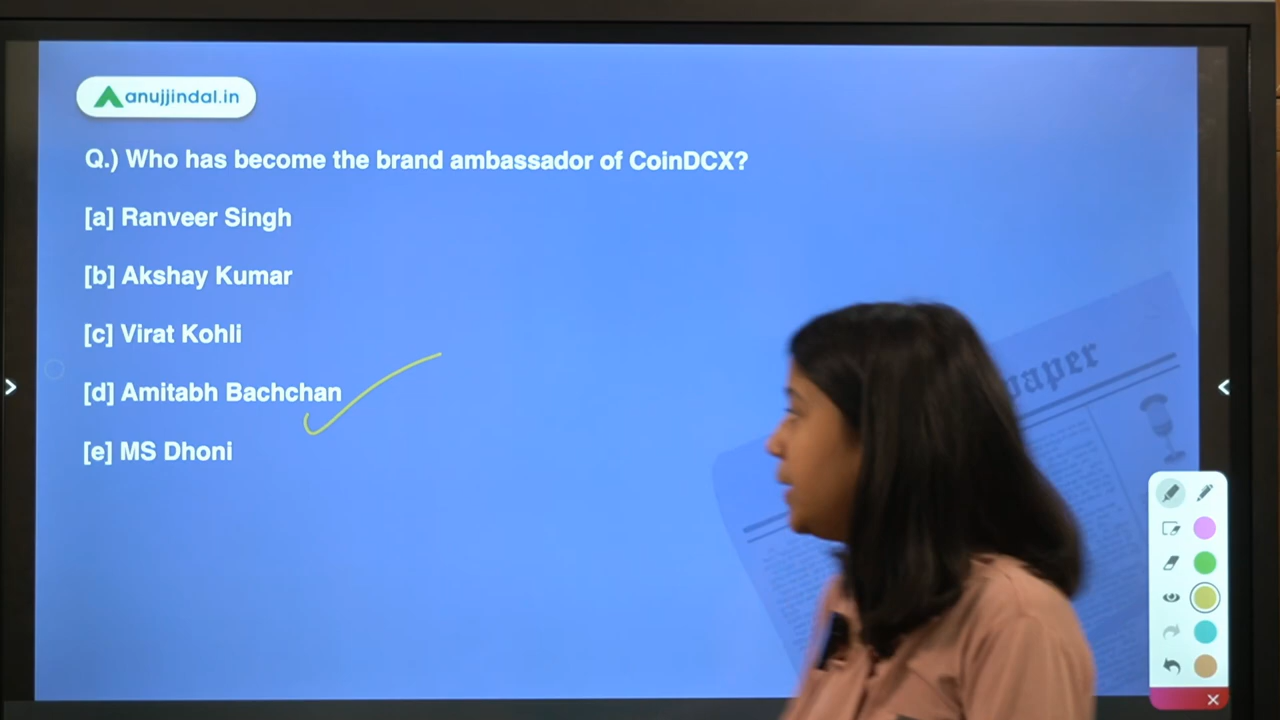 anujjindal.in
Q.) Who has become the brand ambassador of CoinDCX?
[a] Ranveer Singh
[b] Akshay Kumar
[c] Virat Kohli
[d] Amitabh Bachchan
[e] MS Dhoni
paper